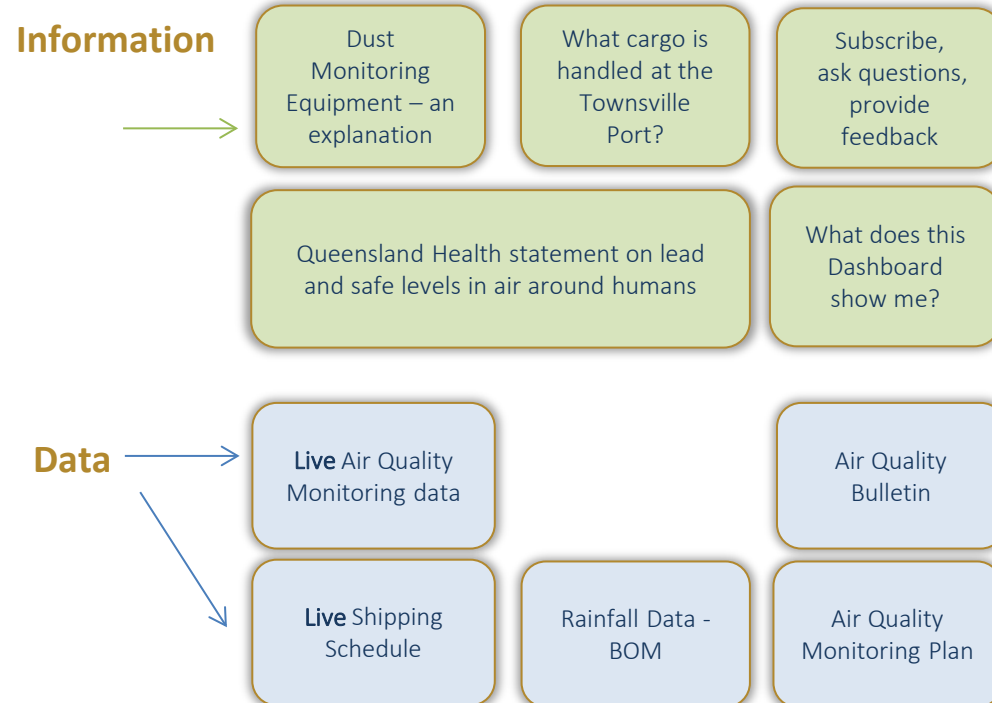 Information
Dust
Monitoring
Equipment – an
explanation
What cargo is
handled at the
Townsville
Port?
Subscribe,
ask questions,
provide
feedback
Queensland Health statement on lead
and safe levels in air around humans
What does this
Dashboard
show me?
Data
Live Air Quality
Monitoring data
Air Quality
Bulletin
Live Shipping
Schedule
Rainfall Data -
BOM
Air Quality
Monitoring Plan